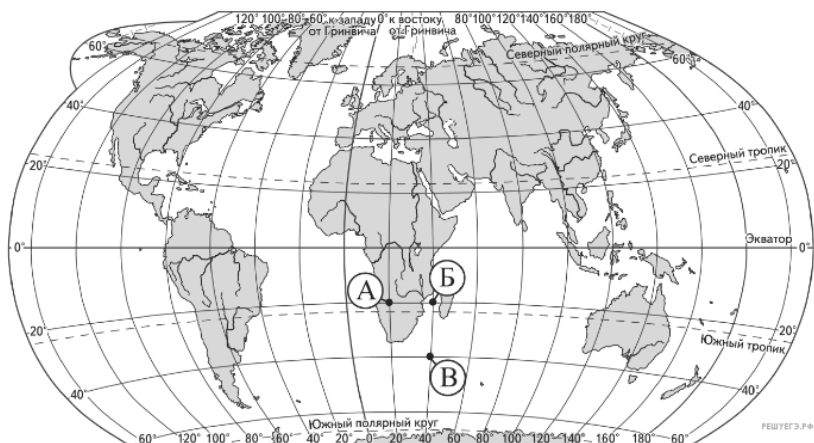 120° 100° 80° 60° к западу 0° к востоку 80° 100° 120° 140° 160° 180°
от Гринвича от Гринвича
Северный полярный круг
60° 60°
40° 40°
Северный тропик
20° 20°
Экватор
0° 0°
А Б
20° 20°
Южный тропик
В
40° 40°
Южный полярный круг
60° 120° 100° 80° 60° 40° 20° 0° 20° 40° 60° 80° 100° 120° 140° 160° 180° 60°
РЕШУЕГЭ.РФ